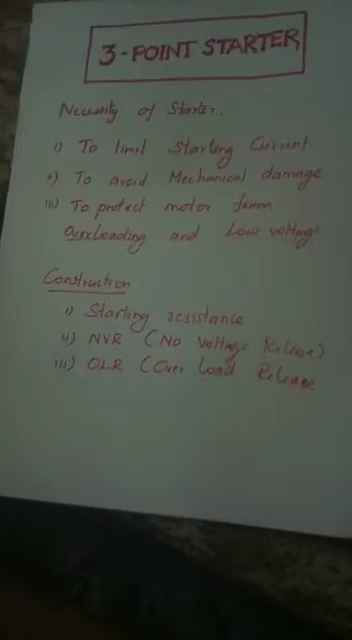 3-POINT STARTER
Necessity of Starter.
i) To limit Starting Current
ii) To avoid Mechanical damage
iii) To protect motor from
overloading and Low voltage
Construction
i) Starting resistance
ii) NVR (No Voltage Release)
iii) OLR (Over Load Release